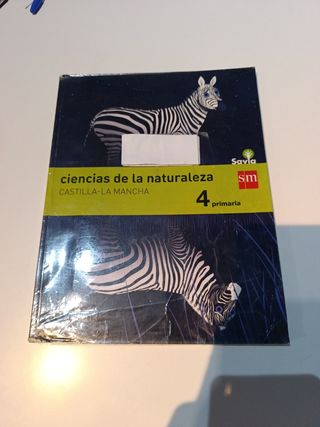 Savia
ciencias de la naturaleza
CASTILLA-LA MANCHA
sm
4 primaria